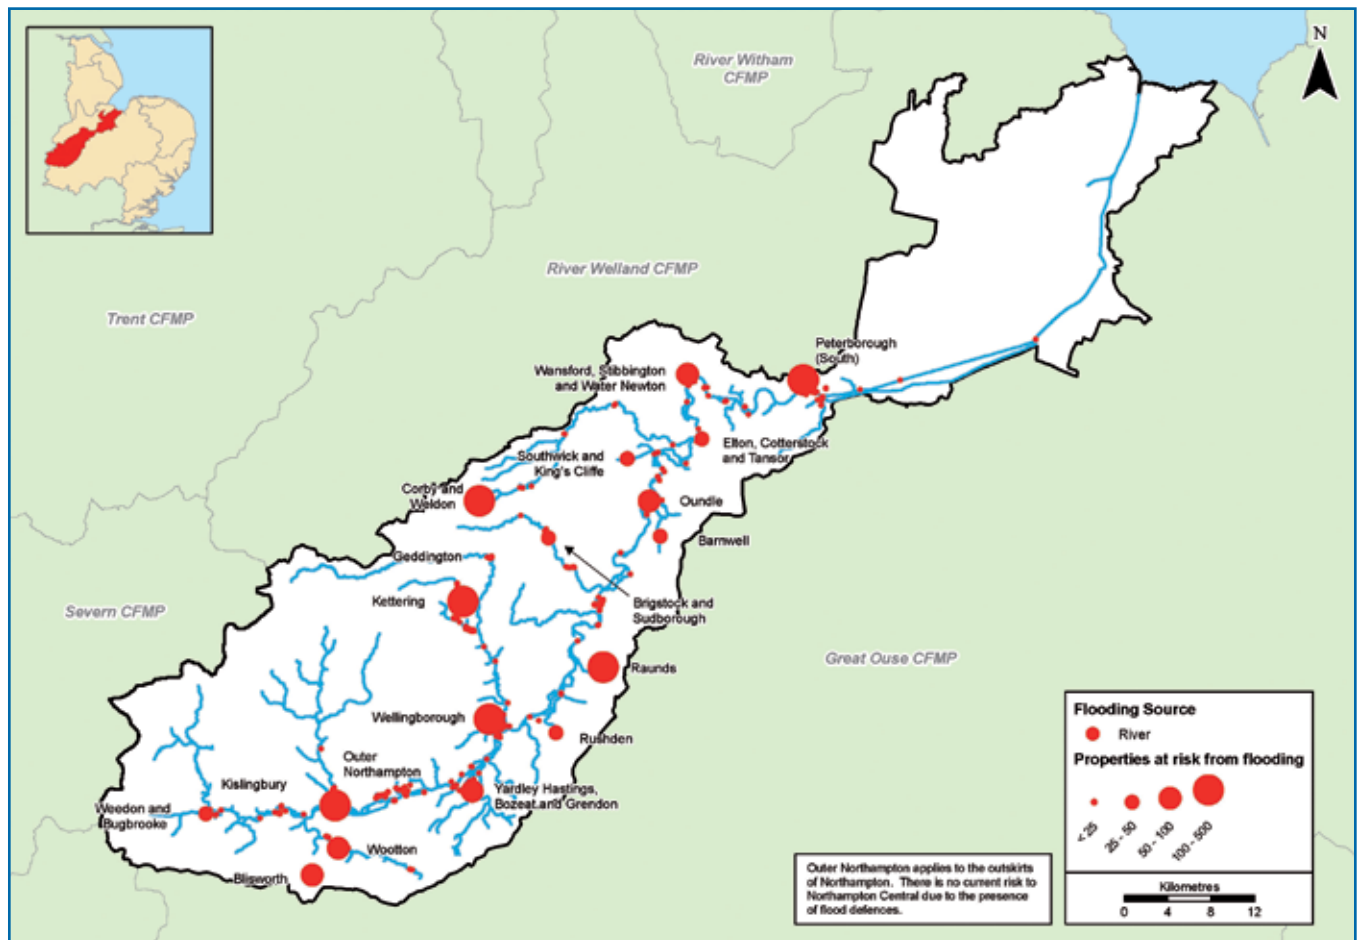 N
River Witham
CFMP
River Welland CFMP
Trent CFMP
Peterborough
(South)
Wansford, Stibbington
and Water Newton
Elton, Cotterstock
and Tansor
Southwick and
King's Cliffe
Corby and
Weldon
Oundle
Barnwell
Geddington
Kettering
Brigstock and
Sudborough
Severn CFMP
Great Ouse CFMP
Raunds
Wellingborough
Rushden
Outer
Northampton
Kislingbury
Yardley Hastings,
Bozeat and Grendon
Weedon and
Bugbrooke
Wootton
Blisworth
Flooding Source
River
Properties at risk from flooding
< 25
25 - 50
50 - 100
100 - 500
Outer Northampton applies to the outskirts
of Northampton. There is no current risk to
Northampton Central due to the presence
of flood defences.
Kilometres
0 4 8 12